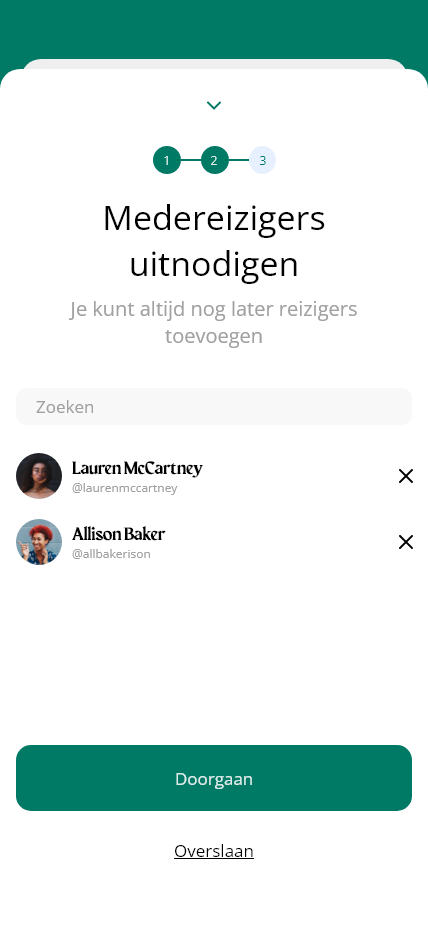 1 2 3
Medereizigers
uitnodigen
Je kunt altijd nog later reizigers
toevoegen
Zoeken
Lauren McCartney
@laurenmccartney
Allison Baker
@allbakerison
Doorgaan
Overslaan